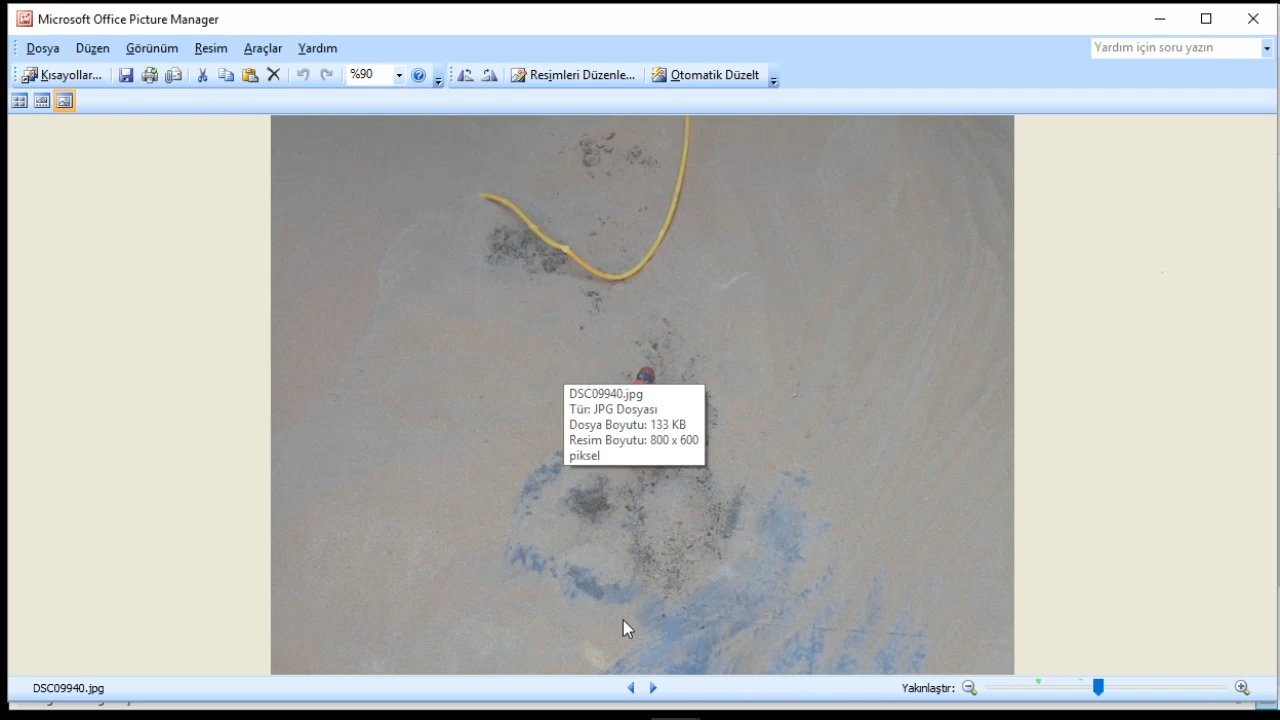 Microsoft Office Picture Manager
Dosya Düzen Görünüm Resim Araçlar Yardım
Yardım için soru yazın
Kısayollar... %90 Resimleri Düzenle... Otomatik Düzelt
DSC09940.jpg
Tür: JPG Dosyası
Dosya Boyutu: 133 KB
Resim Boyutu: 800 x 600
piksel
DSC09940.jpg
Yakınlaştır: